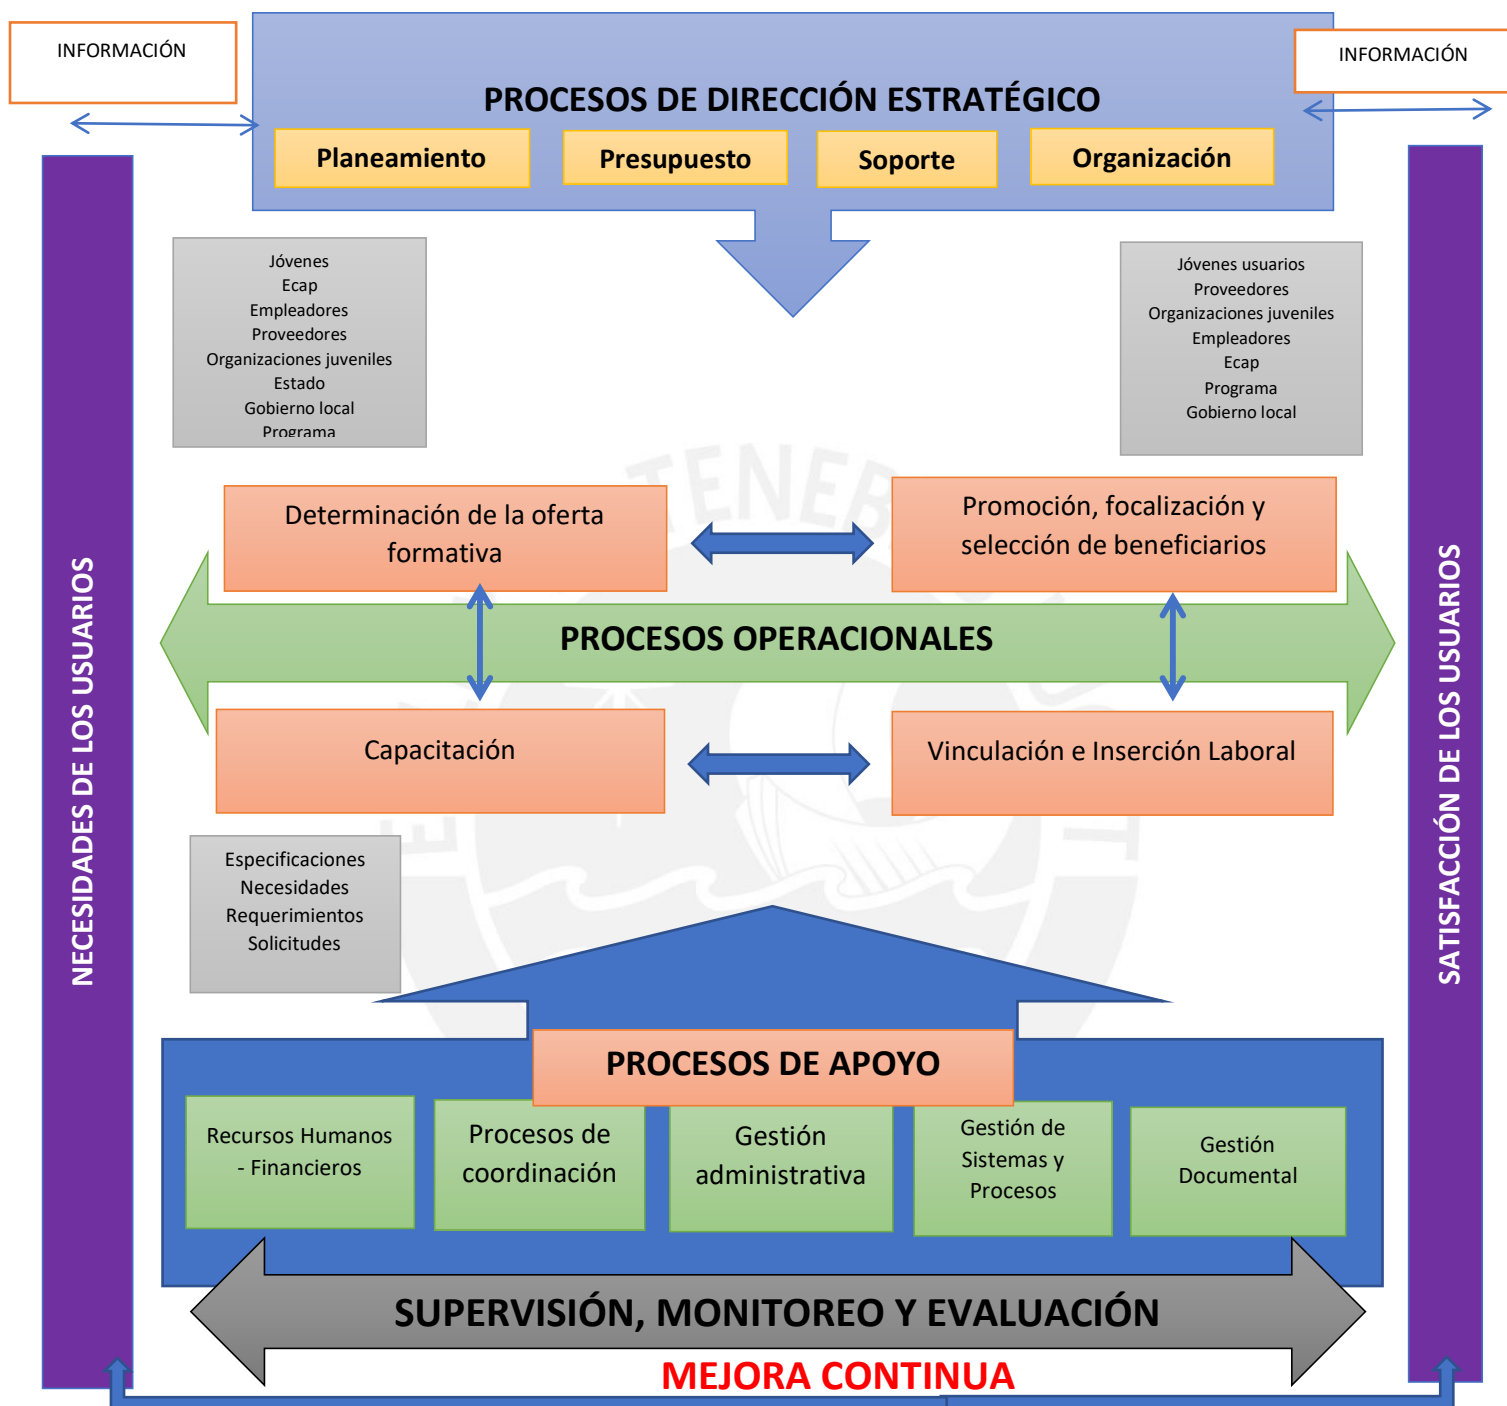 INFORMACIÓN
INFORMACIÓN
PROCESOS DE DIRECCIÓN ESTRATÉGICO
Planeamiento
Presupuesto
Soporte
Organización
Jóvenes
Ecap
Empleadores
Proveedores
Organizaciones juveniles
Estado
Gobierno local
Programa
Jóvenes usuarios
Proveedores
Organizaciones juveniles
Empleadores
Ecap
Programa
Gobierno local
NECESIDADES DE LOS USUARIOS
SATISFACCIÓN DE LOS USUARIOS
Determinación de la oferta
formativa
Promoción, focalización y
selección de beneficiarios
PROCESOS OPERACIONALES
Capacitación
Vinculación e Inserción Laboral
Especificaciones
Necesidades
Requerimientos
Solicitudes
PROCESOS DE APOYO
Recursos Humanos
- Financieros
Procesos de
coordinación
Gestión
administrativa
Gestión de
Sistemas y
Procesos
Gestión
Documental
SUPERVISIÓN, MONITOREO Y EVALUACIÓN
MEJORA CONTINUA